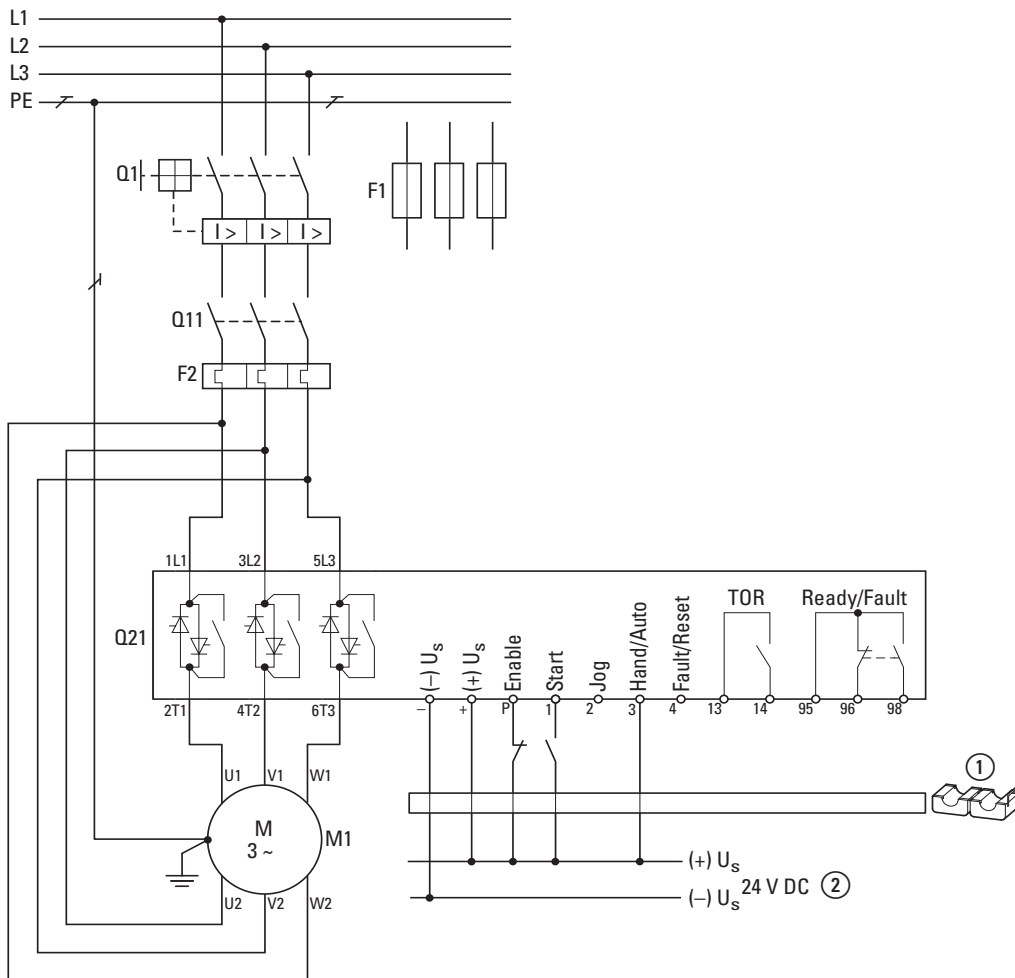 L1
L2
L3
PE
Q1
F1
I > I > I >
Q11
F2
1L1 3L2 5L3
TOR Ready/Fault
Q21
(–) Us
(+) Us
Enable
Start
Jog
Hand/Auto
Fault/Reset
– + P 1 2 3 4 13 14 95 96 98
2T1 4T2 6T3
U1 V1 W1
1
M
3 ~
M1
(+) Us
24 V DC 2
(–) Us
U2 V2 W2